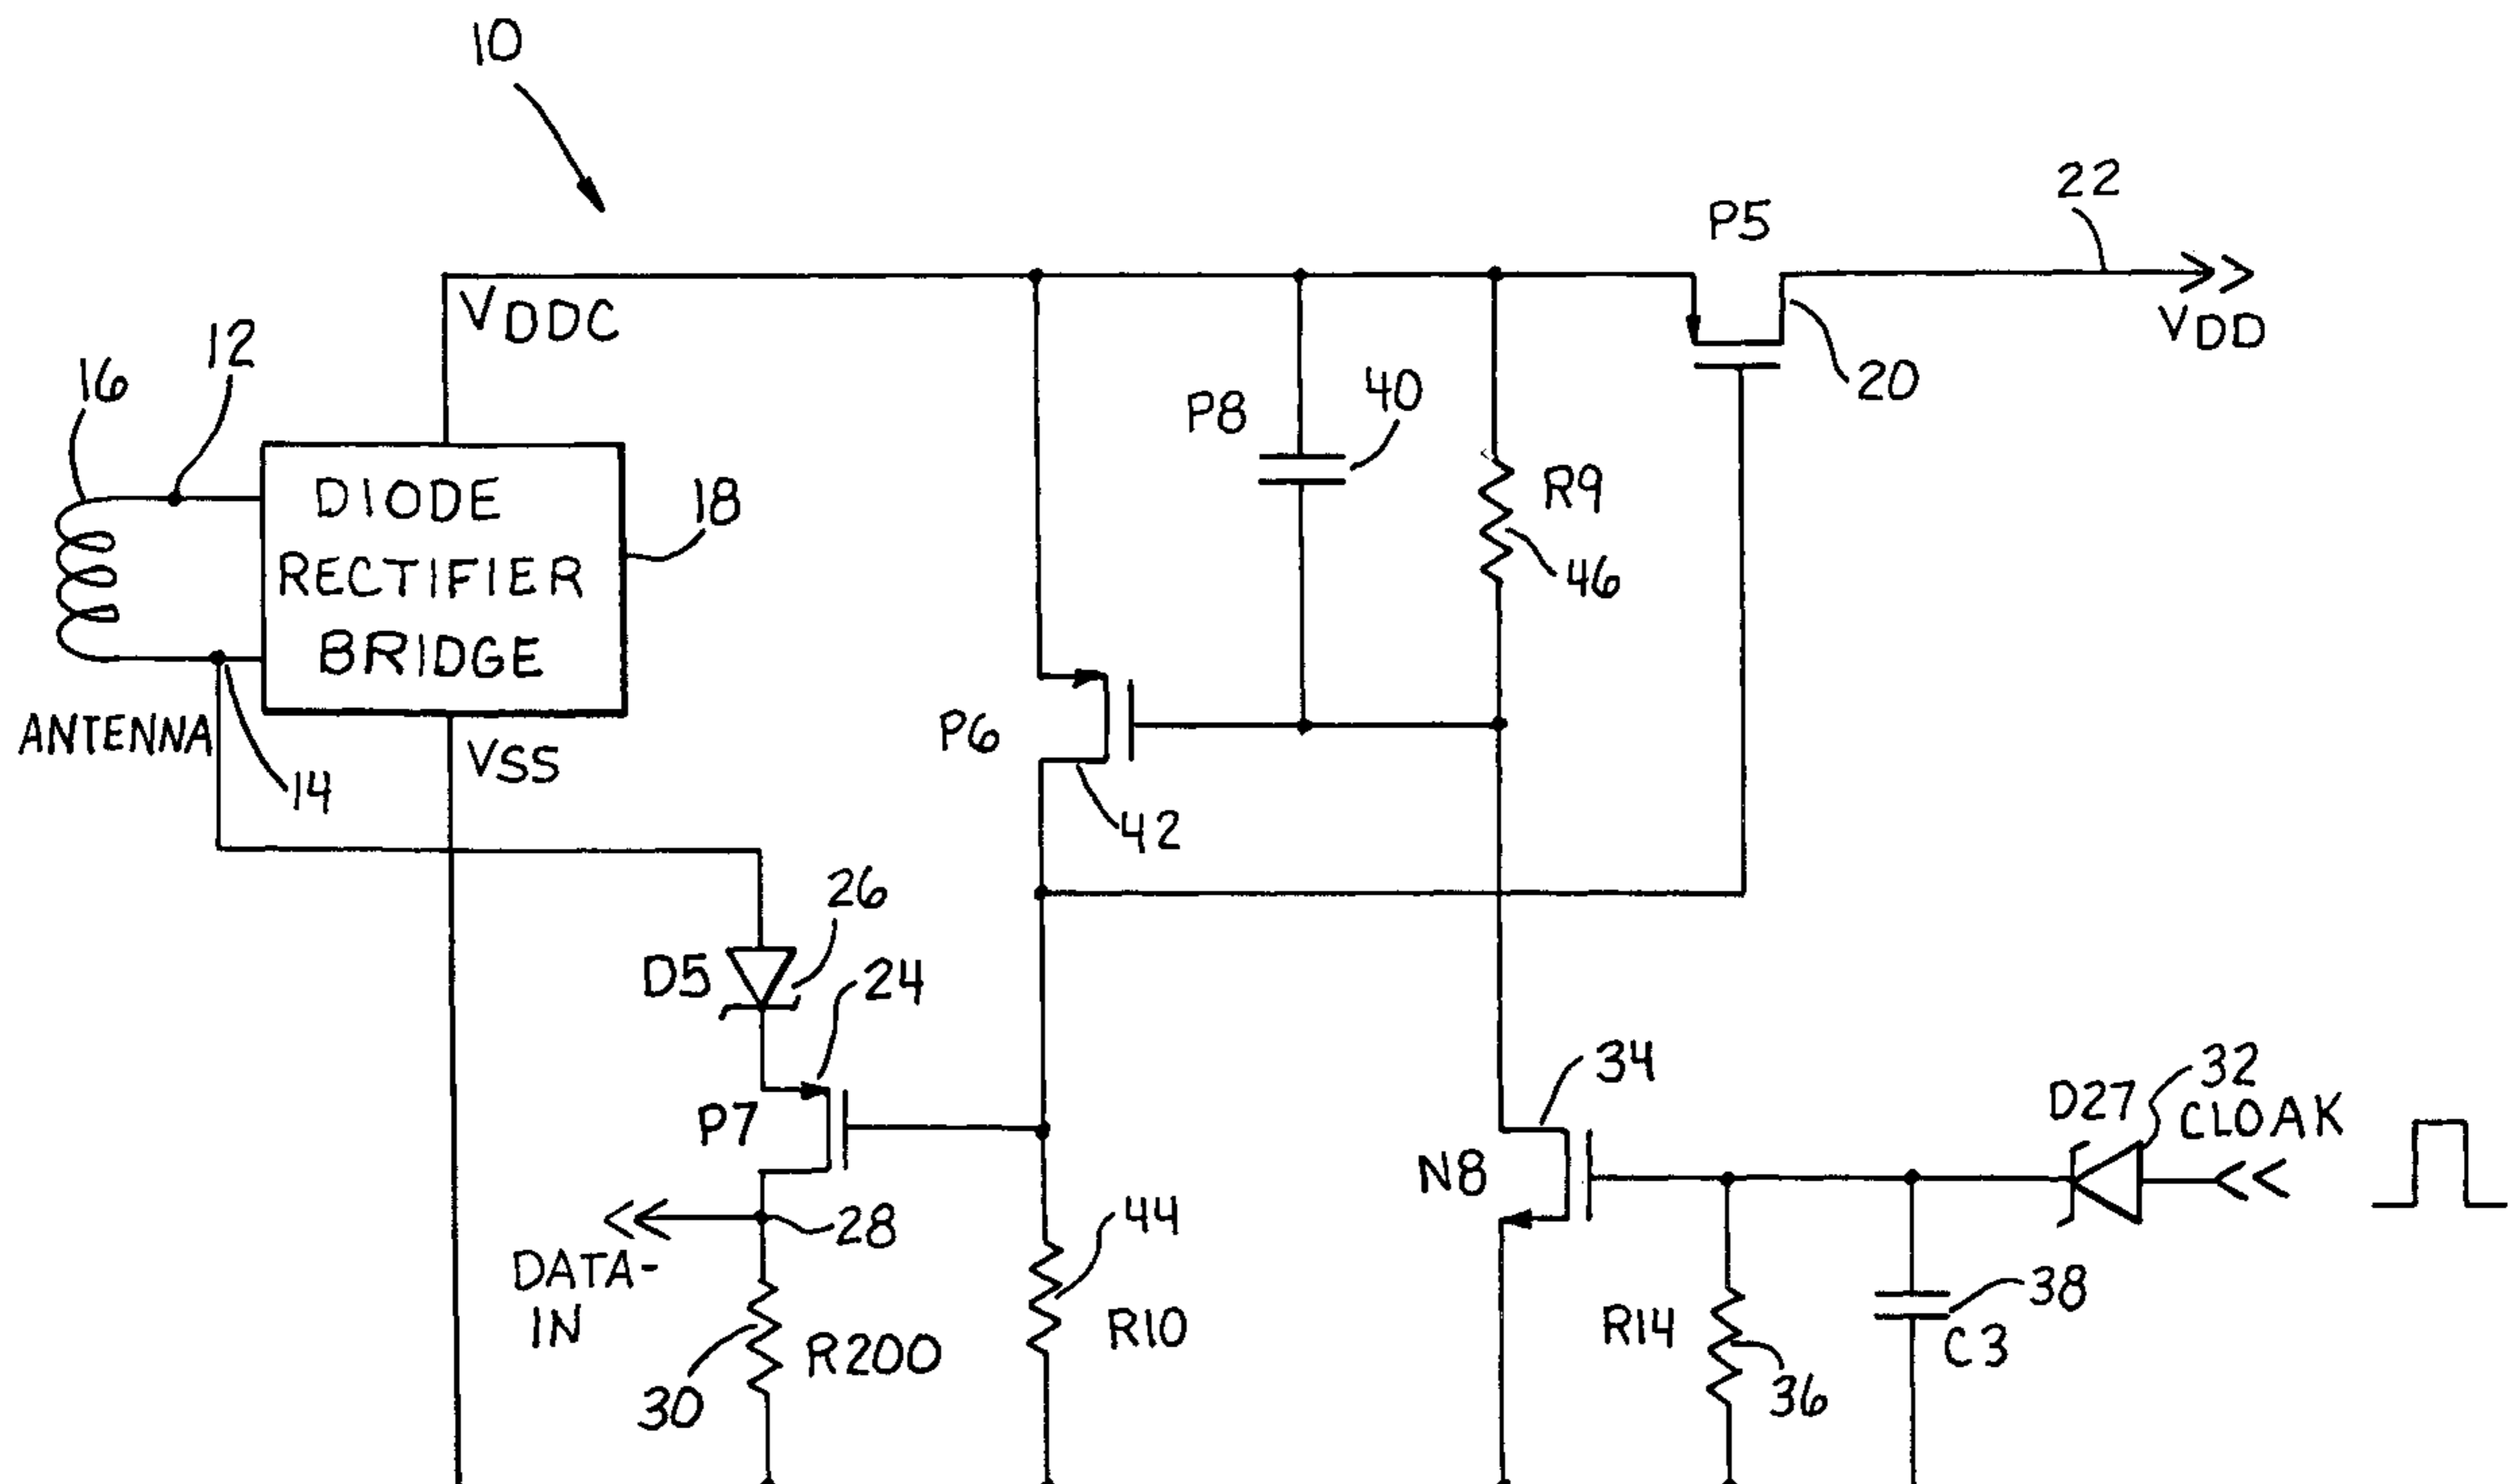 10
22
P5
VDDC
VDD
12
16
20
P8
40
DIODE
RECTIFIER
BRIDGE
18
R9
46
ANTENNA
14
VSS
P6
42
26
D5
24
34
32
D27
CLOAK
P7
N8
28
44
DATA-
IN
38
30
R200
R10
R14
36
C3